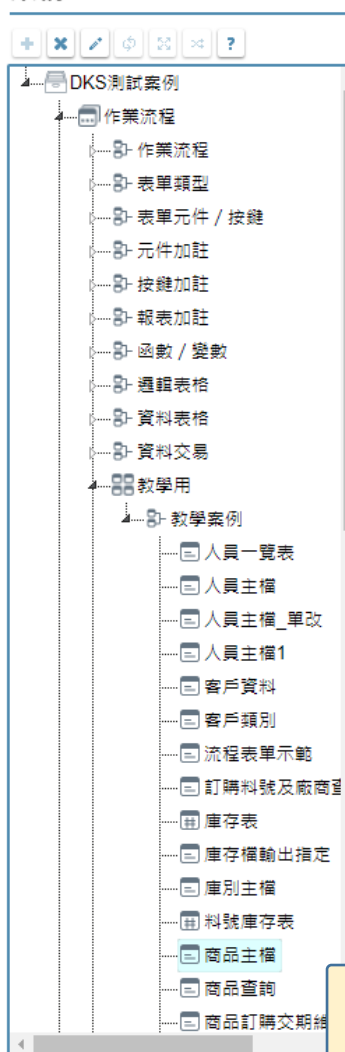 ?
DKS測試案例
作業流程
作業流程
表單類型
表單元件 / 按鍵
元件加註
按鍵加註
報表加註
函數 / 變數
邏輯表格
資料表格
資料交易
教學用
教學案例
人員一覽表
人員主檔
人員主檔_單改
人員主檔1
客戶資料
客戶類別
流程表單示範
訂購料號及廠商查
庫存表
庫存檔輸出指定
庫別主檔
料號庫存表
商品主檔
商品查詢
商品訂購交期維